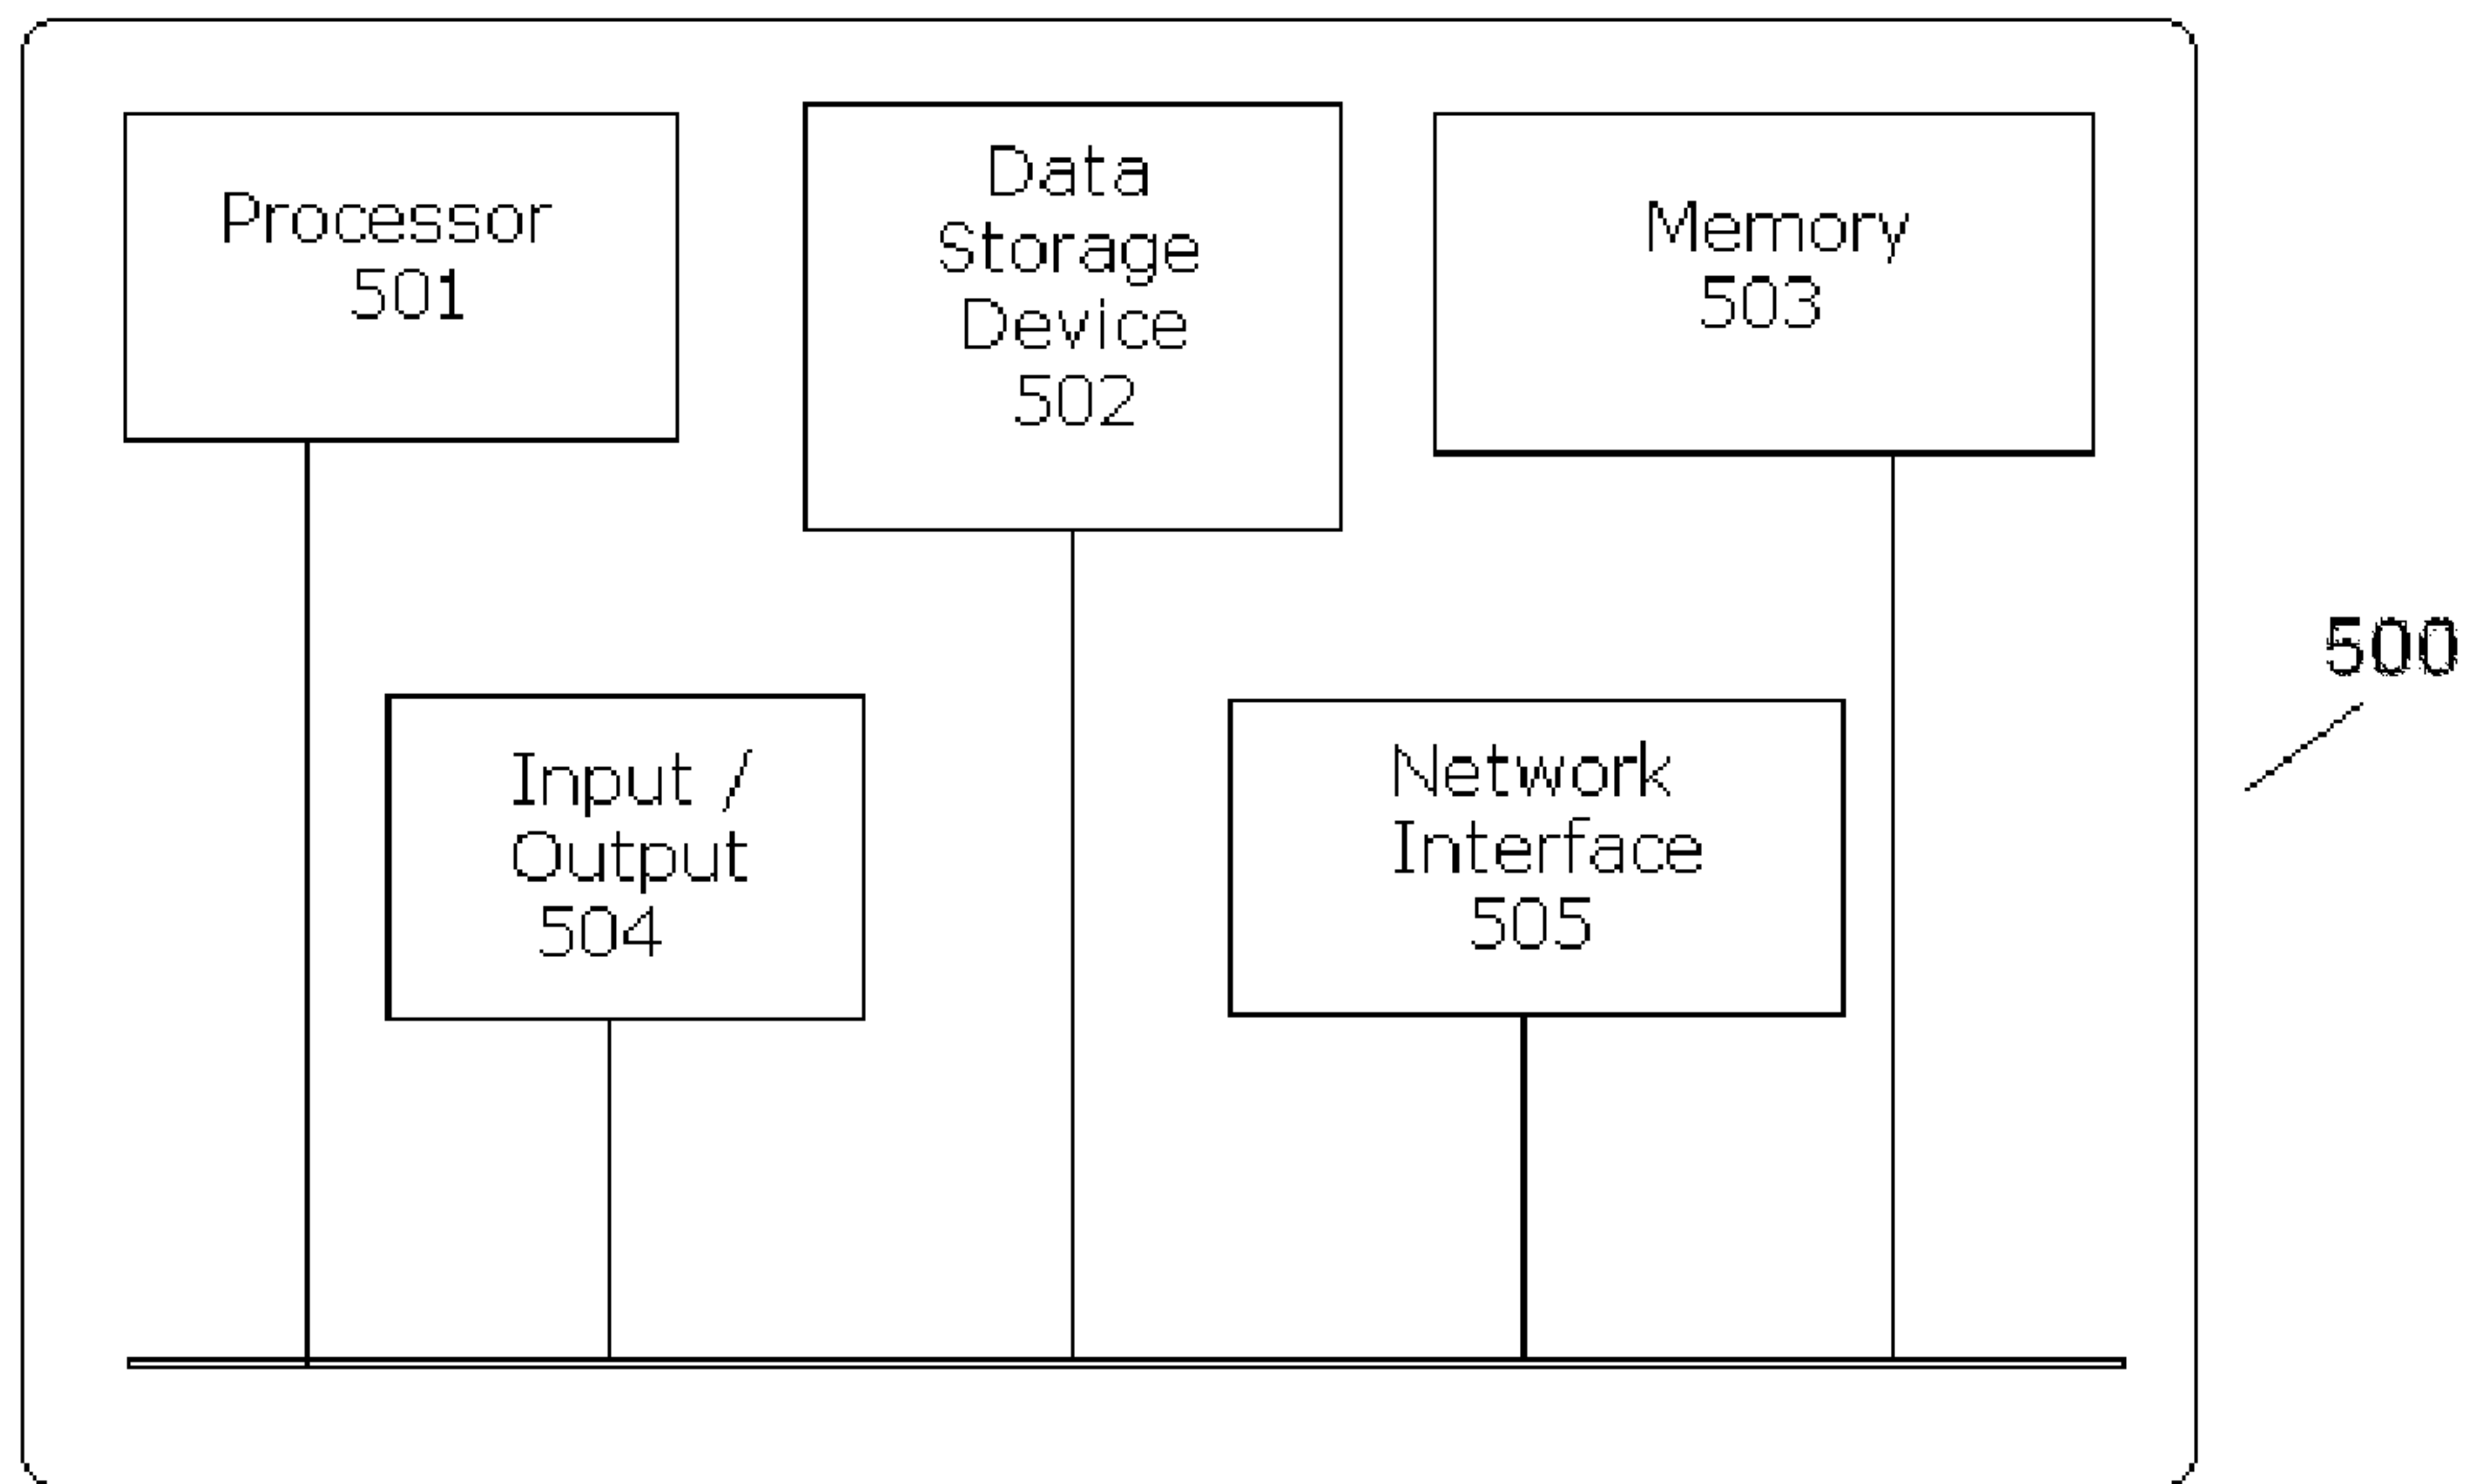 Processor
501
Data
Storage
Device
502
Memory
503
500
Input /
Output
504
Network
Interface
505